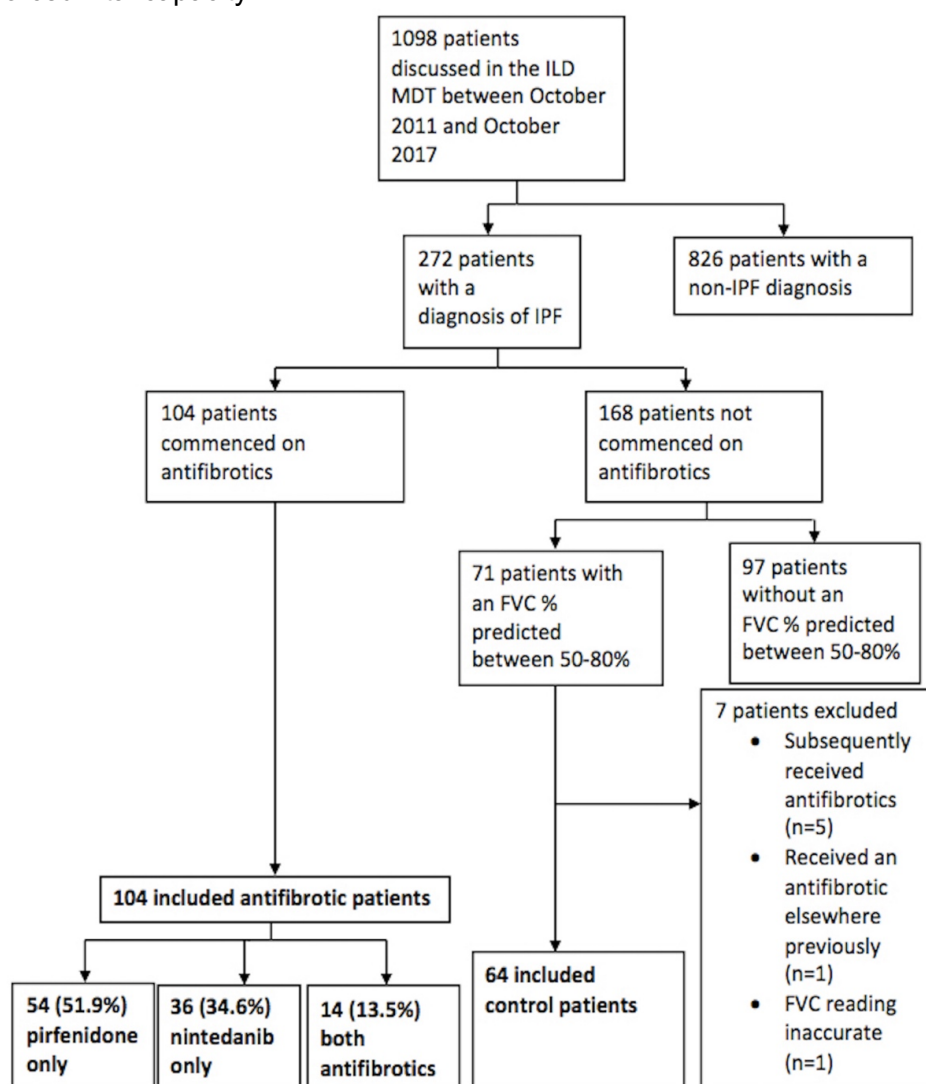 1098 patients
discussed in the ILD
MDT between October
2011 and October
2017
272 patients
with a
diagnosis of IPF
826 patients with a
non-IPF diagnosis
104 patients
commenced on
antifibrotics
168 patients not
commenced on
antifibrotics
71 patients with
an FVC %
predicted
between 50-80%
97 patients
without an
FVC % predicted
between 50-80%
7 patients excluded
• Subsequently
received
antifibrotics
(n=5)
• Received an
antifibrotic
elsewhere
previously
(n=1)
• FVC reading
inaccurate
(n=1)
104 included antifibrotic patients
54 (51.9%)
pirfenidone
only
36 (34.6%)
nintedanib
only
14 (13.5%)
both
antifibrotics
64 included
control patients